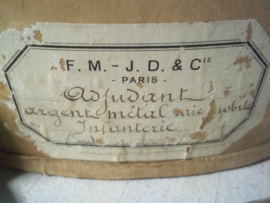 F. M. - J. D. & CIE
- PARIS -
Adjudant
argent métal
Infanterie